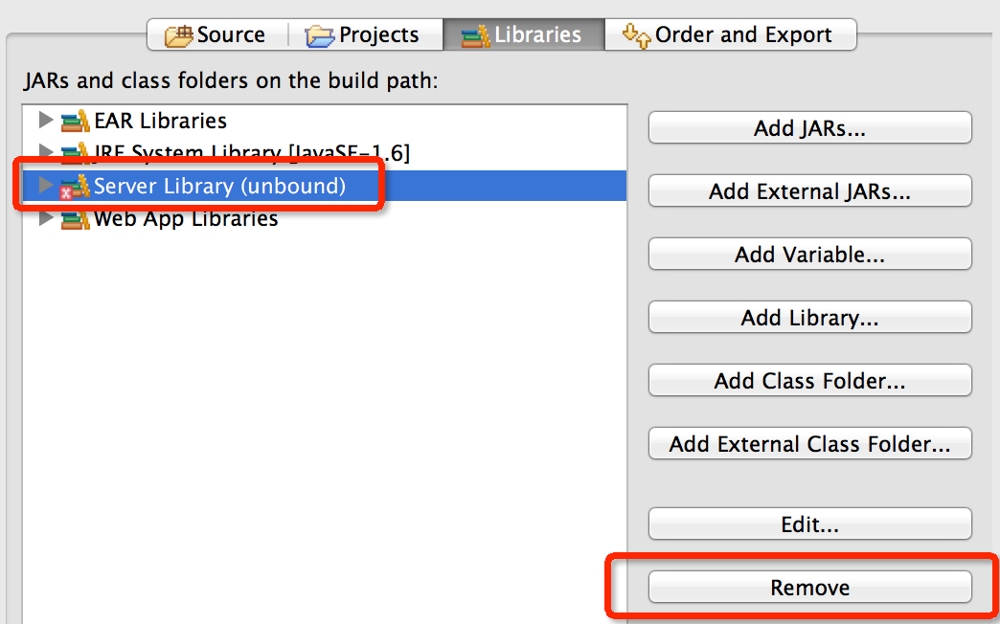 Source Projects Libraries Order and Export
JARs and class folders on the build path:
EAR Libraries
JRE System Library [JavaSE-1.6]
Server Library (unbound)
Web App Libraries
Add JARs...
Add External JARs...
Add Variable...
Add Library...
Add Class Folder...
Add External Class Folder...
Edit...
Remove